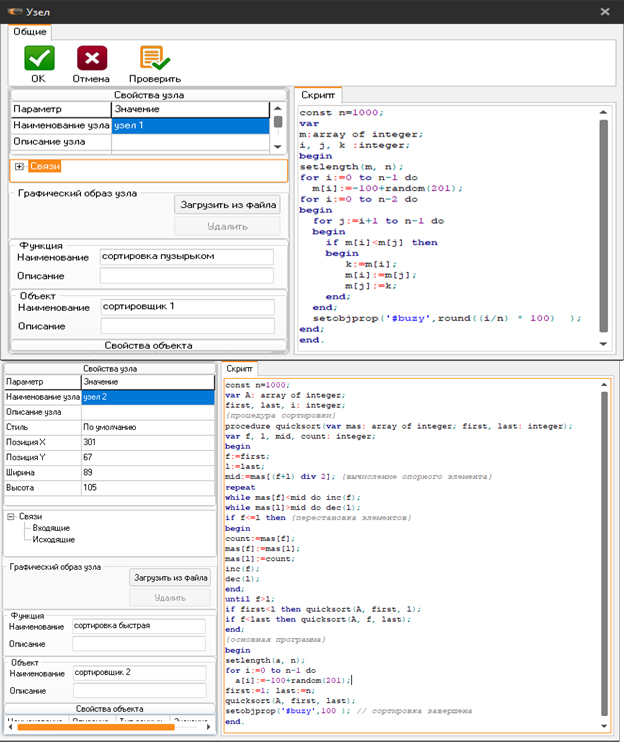 Узел
Общие
OK
Отмена
Проверить
Свойства узла
Параметр Значение
Наименование узла узел 1
Описание узла
Связи
Графический образ узла
Загрузить из файла
Удалить
Функция
Наименование сортировка пузырьком
Описание
Объект
Наименование сортировщик 1
Описание
Свойства объекта
Скрипт
const n=1000;
var
m:array of integer;
i, j, k :integer;
begin
setlength(m, n);
for i:=0 to n-1 do
m[i]:=-100+random(201);
for i:=0 to n-2 do
begin
for j:=i+1 to n-1 do
begin
if m[i]<m[j] then
begin
k:=m[i];
m[i]:=m[j];
m[j]:=k;
end;
end;
setobjprop('#buzy',round((i/n) * 100) );
end;
end.
Свойства узла
Параметр Значение
Наименование узла узел 2
Описание узла
Стиль По умолчанию
Позиция X 301
Позиция Y 67
Ширина 89
Высота 105
Связи
Входящие
Исходящие
Графический образ узла
Загрузить из файла
Удалить
Функция
Наименование сортировка быстрая
Описание
Объект
Наименование сортировщик 2
Описание
Свойства объекта
Наименование Описание Тип данных Значение
Скрипт
const n=1000;
var A: array of integer;
first, last, i: integer;
{процедура сортировки}
procedure quicksort(var mas: array of integer; first, last: integer);
var f, l, mid, count: integer;
begin
f:=first;
l:=last;
mid:=mas[(f+l) div 2]; {вычисление опорного элемента}
repeat
while mas[f]<mid do inc(f);
while mas[l]>mid do dec(l);
if f<=l then {перестановка элементов}
begin
count:=mas[f];
mas[f]:=mas[l];
mas[l]:=count;
inc(f);
dec(l);
end;
until f>l;
if first<l then quicksort(A, first, l);
if f<last then quicksort(A, f, last);
end;
{основная программа}
begin
setlength(a, n);
for i:=0 to n-1 do
a[i]:=-100+random(201);
first:=1; last:=n;
quicksort(A, first, last);
setobjprop('#buzy',100 ); // сортировка завершена
end.